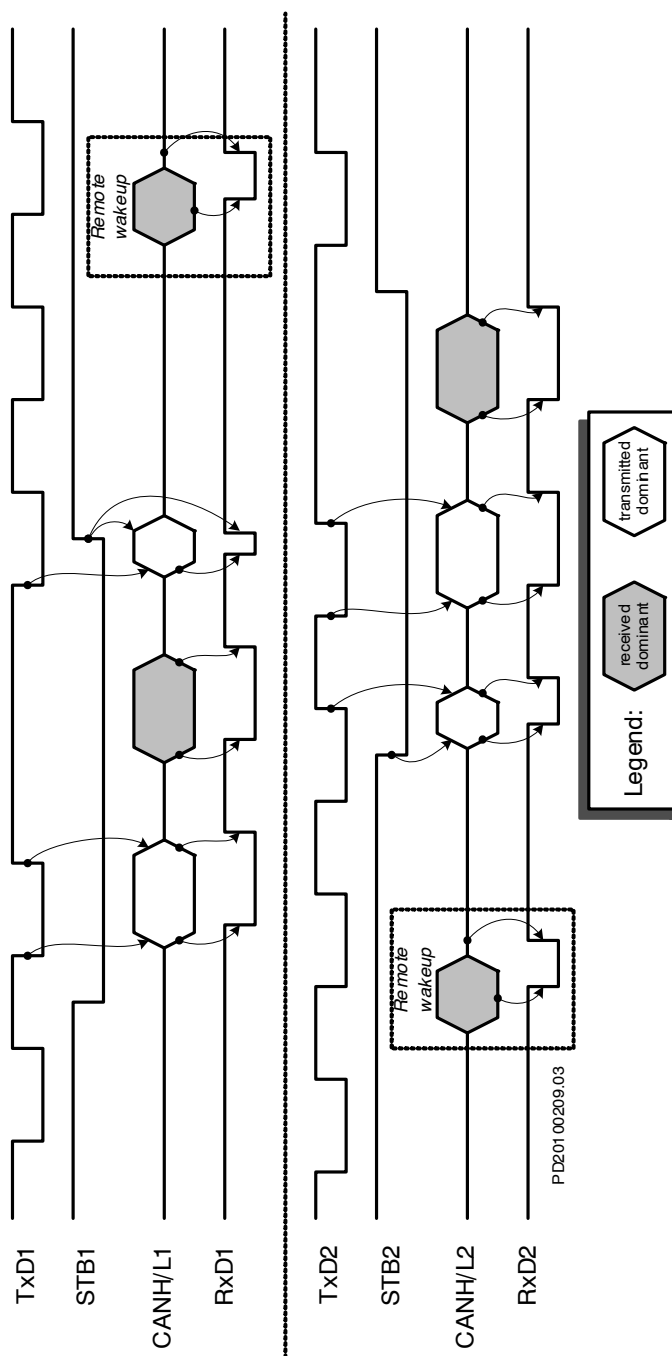 TxD1
STB1
CANH/L1
RxD1
Remote
wakeup
TxD2
STB2
CANH/L2
RxD2
Remote
wakeup
PD20100209.03
Legend:
received
dominant
transmitted
dominant